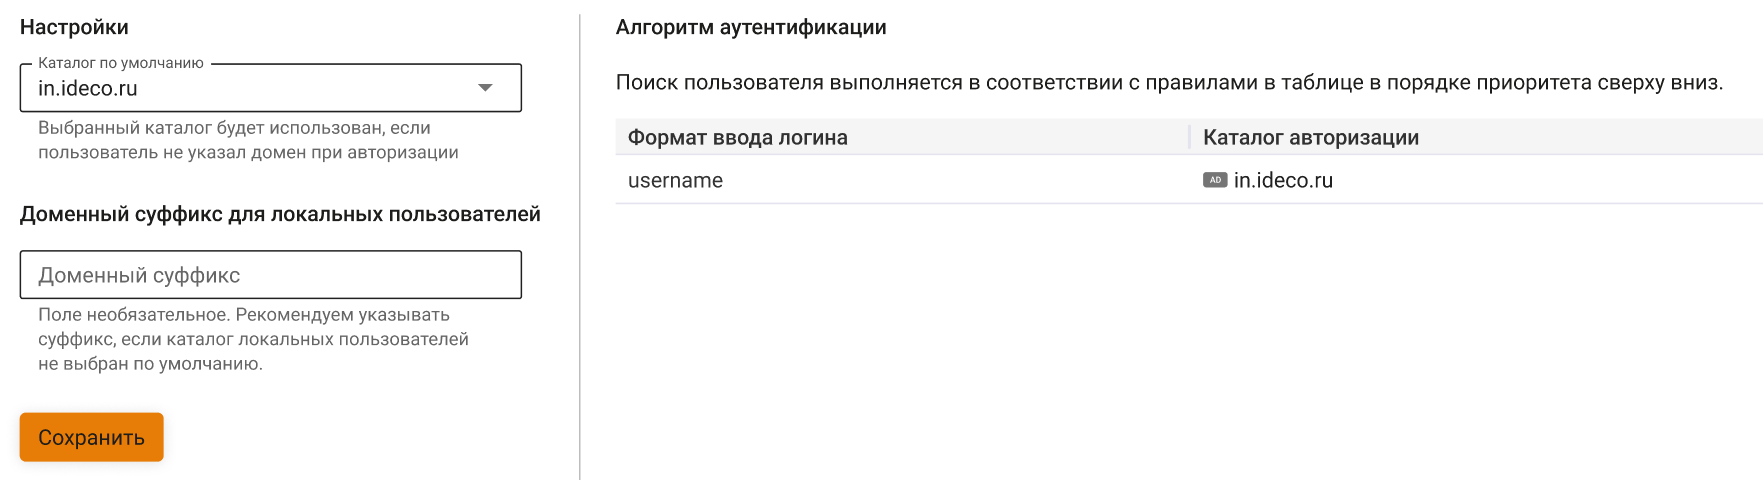 Настройки
Каталог по умолчанию
in.ideco.ru
Выбранный каталог будет использован, если
пользователь не указал домен при авторизации
Доменный суффикс для локальных пользователей
Доменный суффикс
Поле необязательное. Рекомендуем указывать
суффикс, если каталог локальных пользователей
не выбран по умолчанию.
Сохранить
Алгоритм аутентификации
Поиск пользователя выполняется в соответствии с правилами в таблице в порядке приоритета сверху вниз.
Формат ввода логина Каталог авторизации
username AD in.ideco.ru